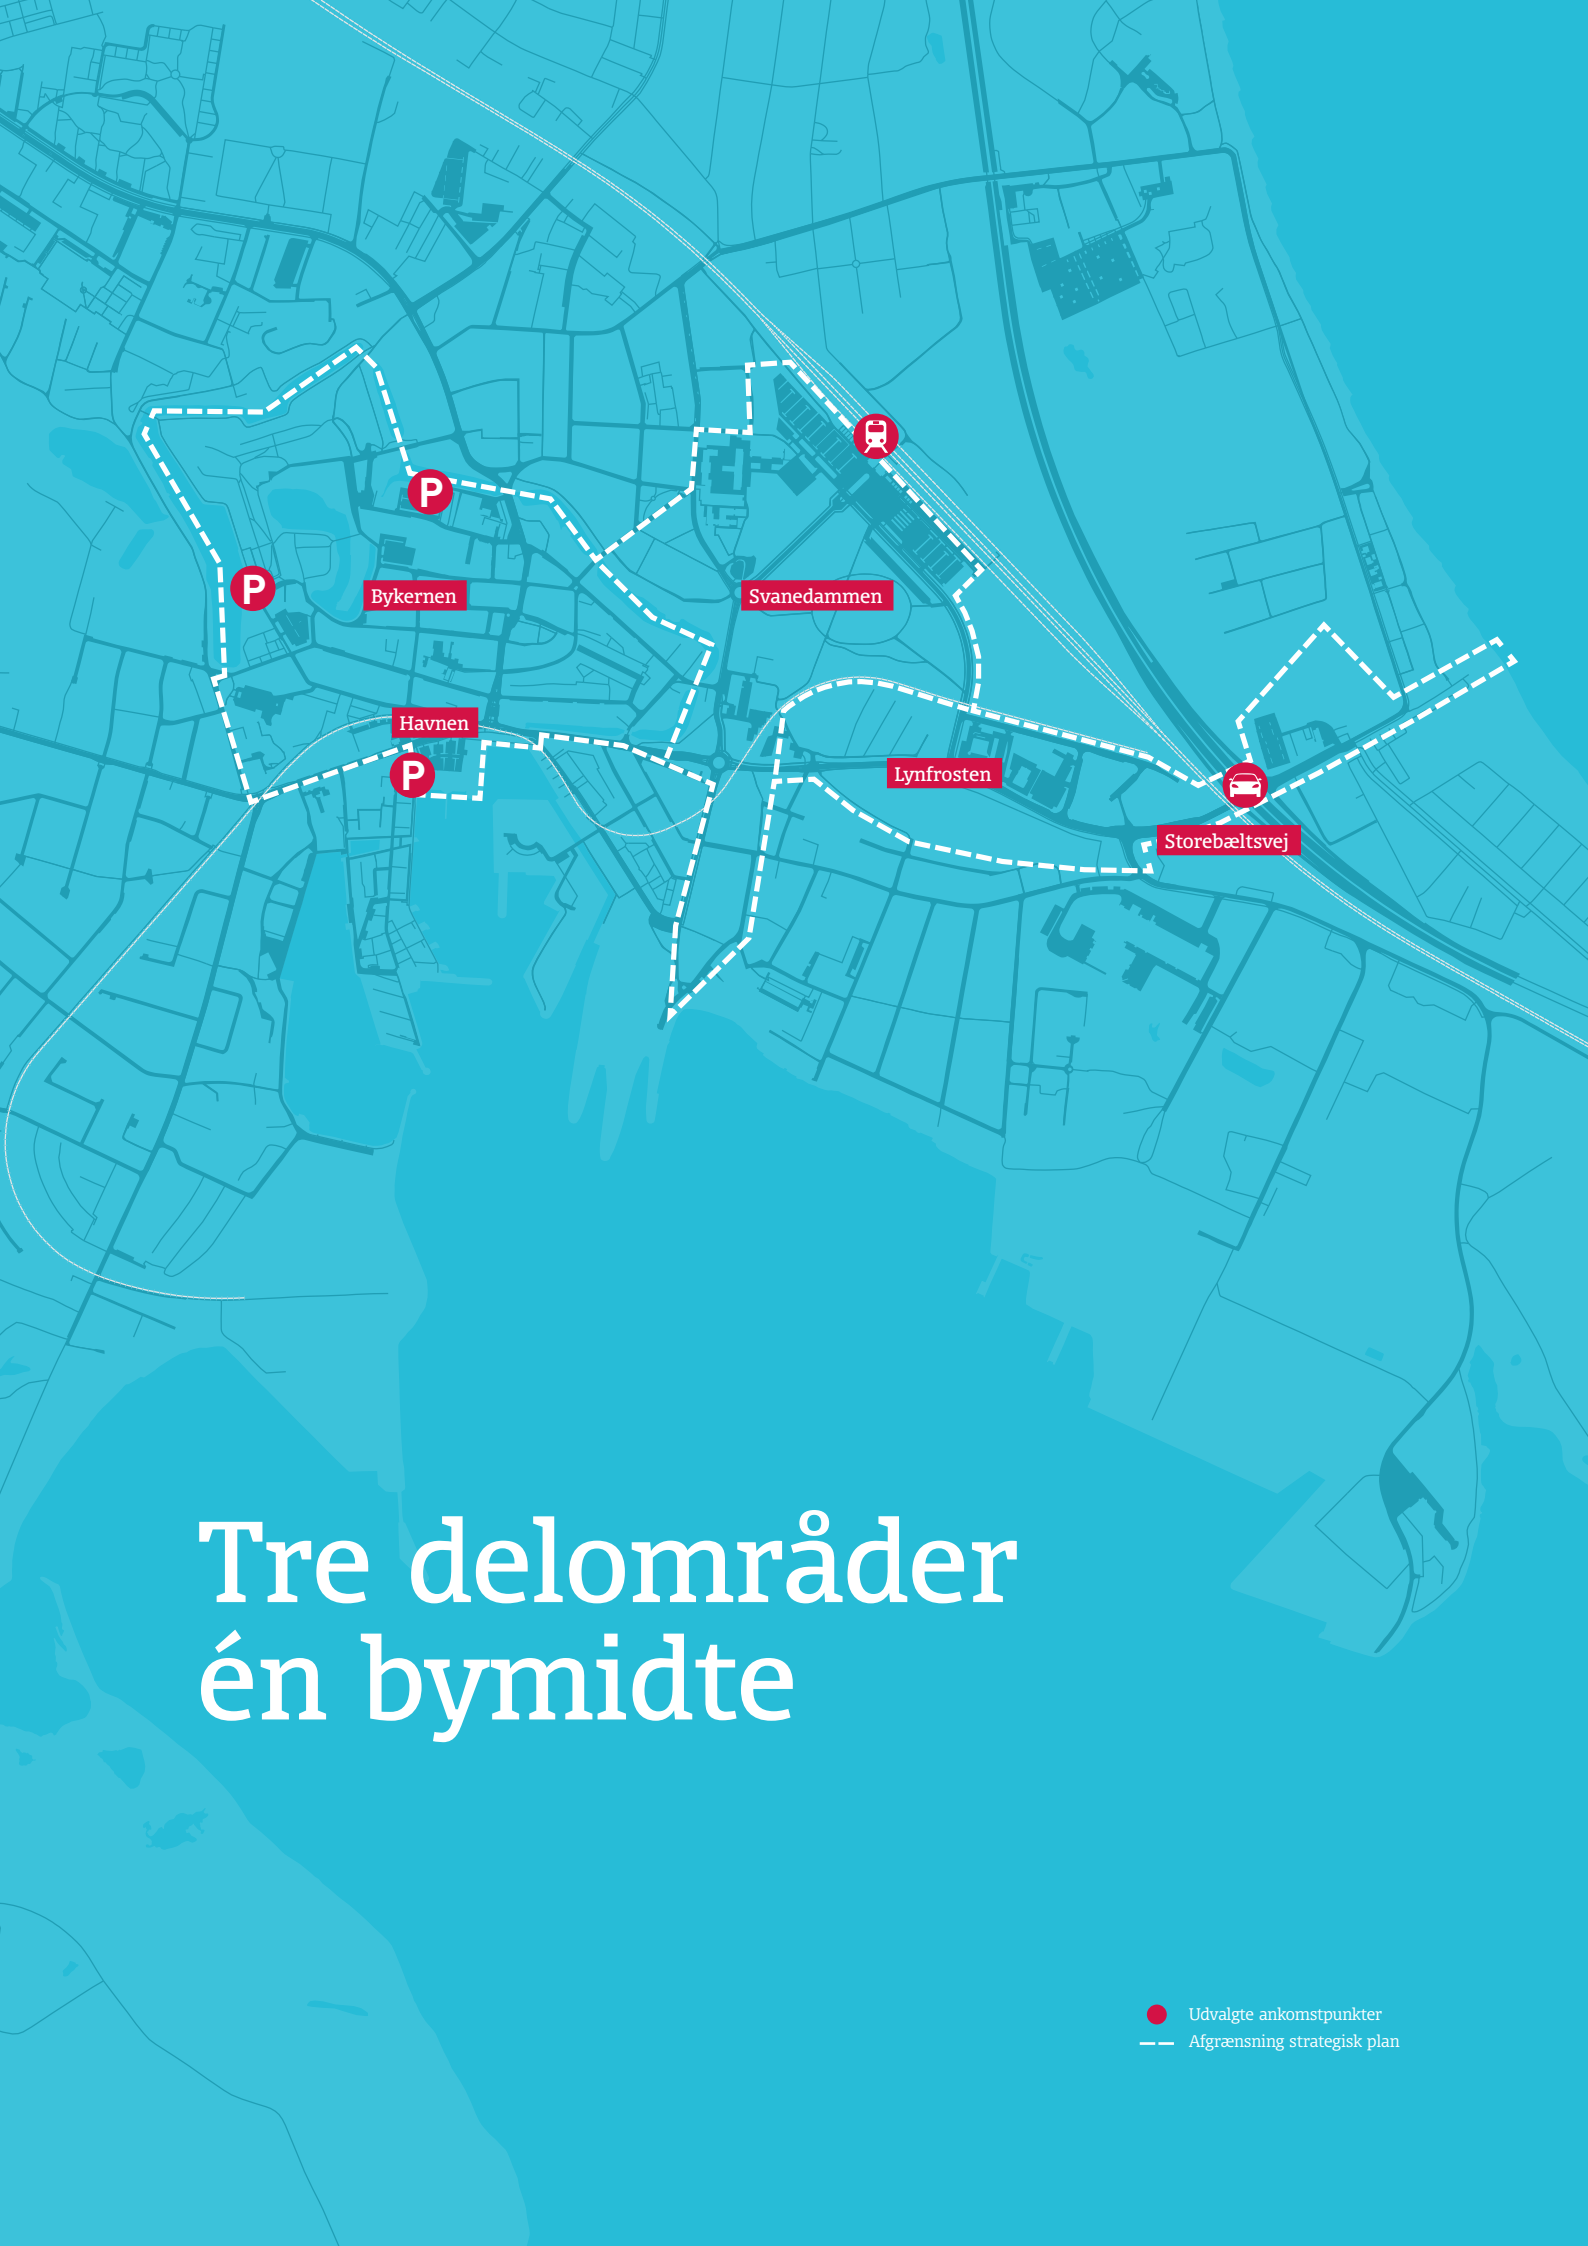 P
P
Bykernen
Svanedammen
Havnen
P
Lynfrosten
Storebæltsvej
Tre delområder
én bymidte
Udvalgte ankomstpunkter
Afgrænsning strategisk plan